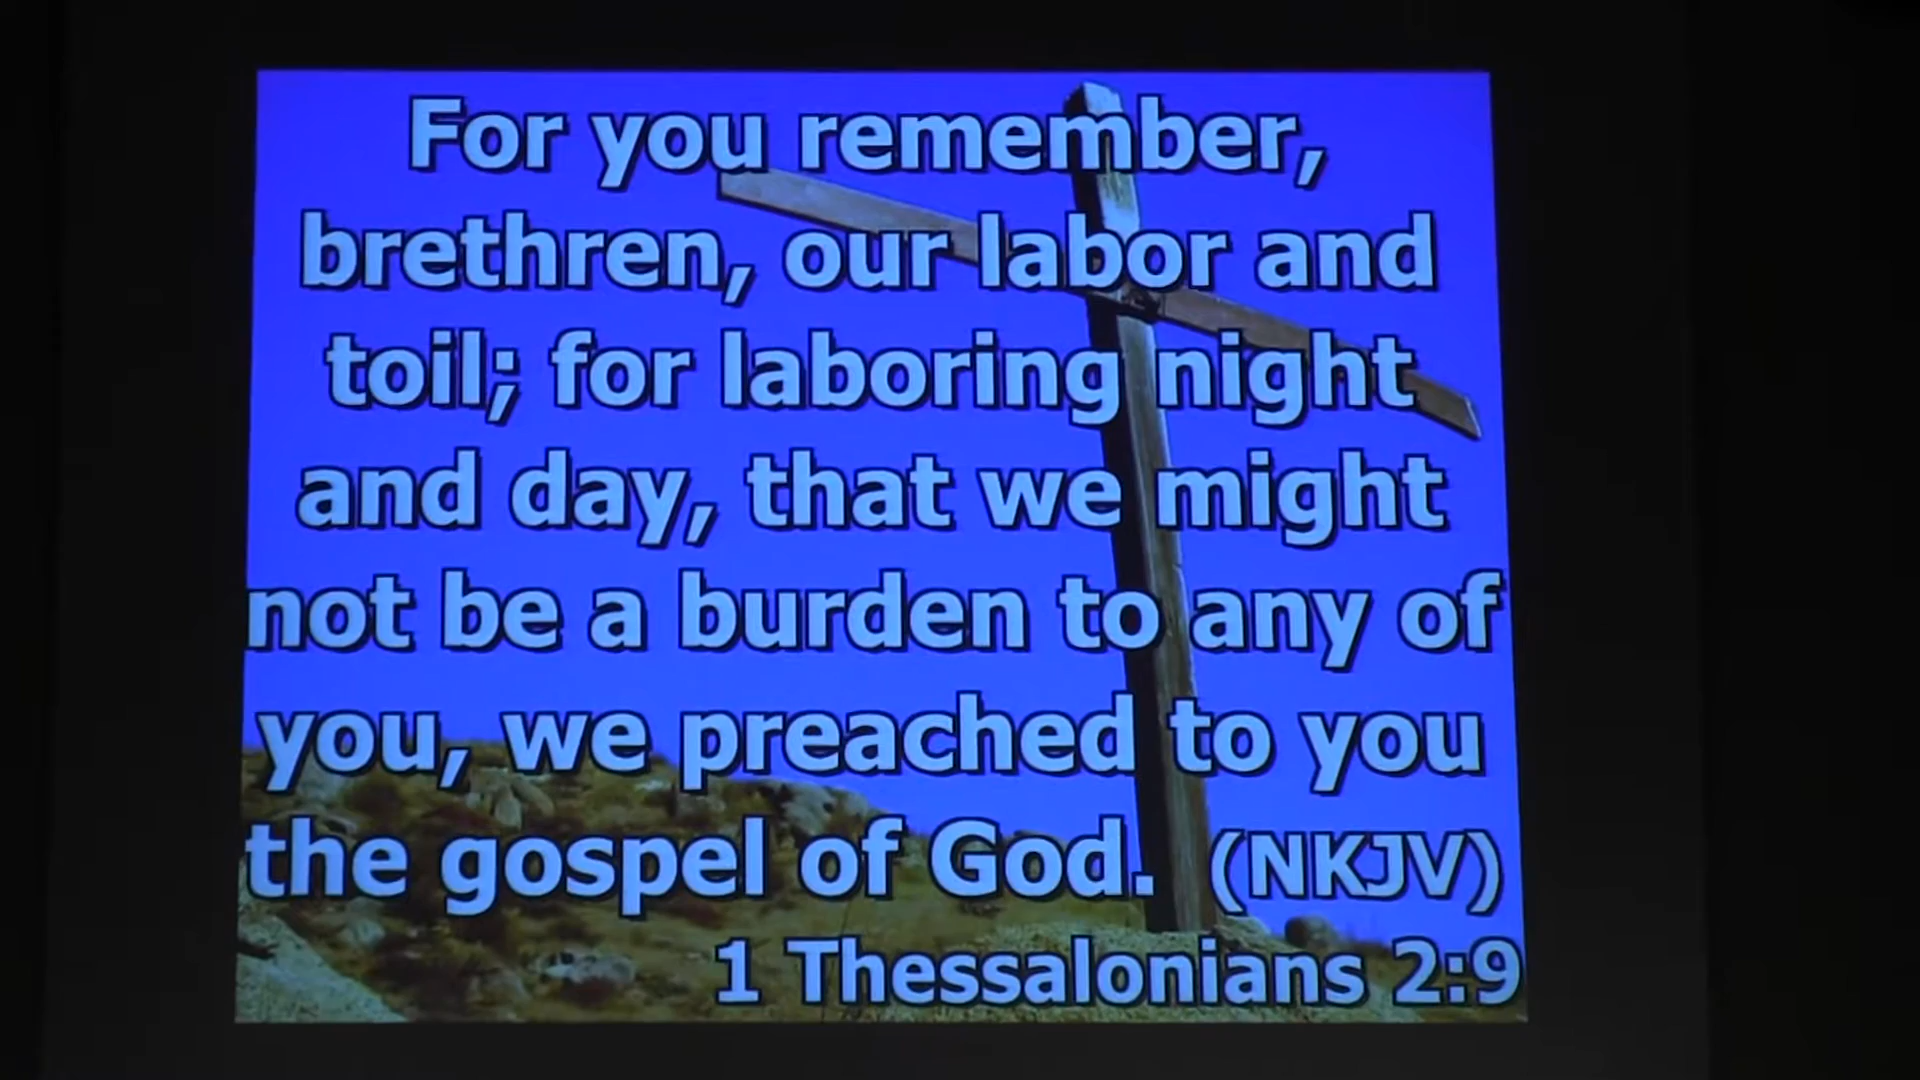 For you remember,
brethren, our labor and
toil; for laboring night
and day, that we might
not be a burden to any of
you, we preached to you
the gospel of God. (NKJV)
1 Thessalonians 2:9